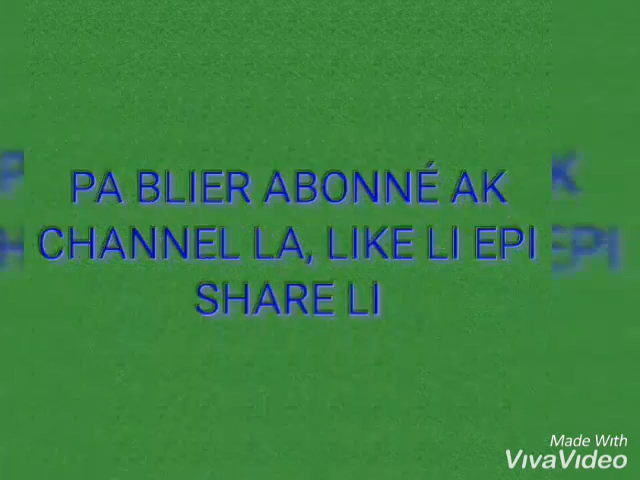 PA BLIER ABONNÉ AK
CHANNEL LA, LIKE LI EPI
SHARE LI
Made With
VivaVideo